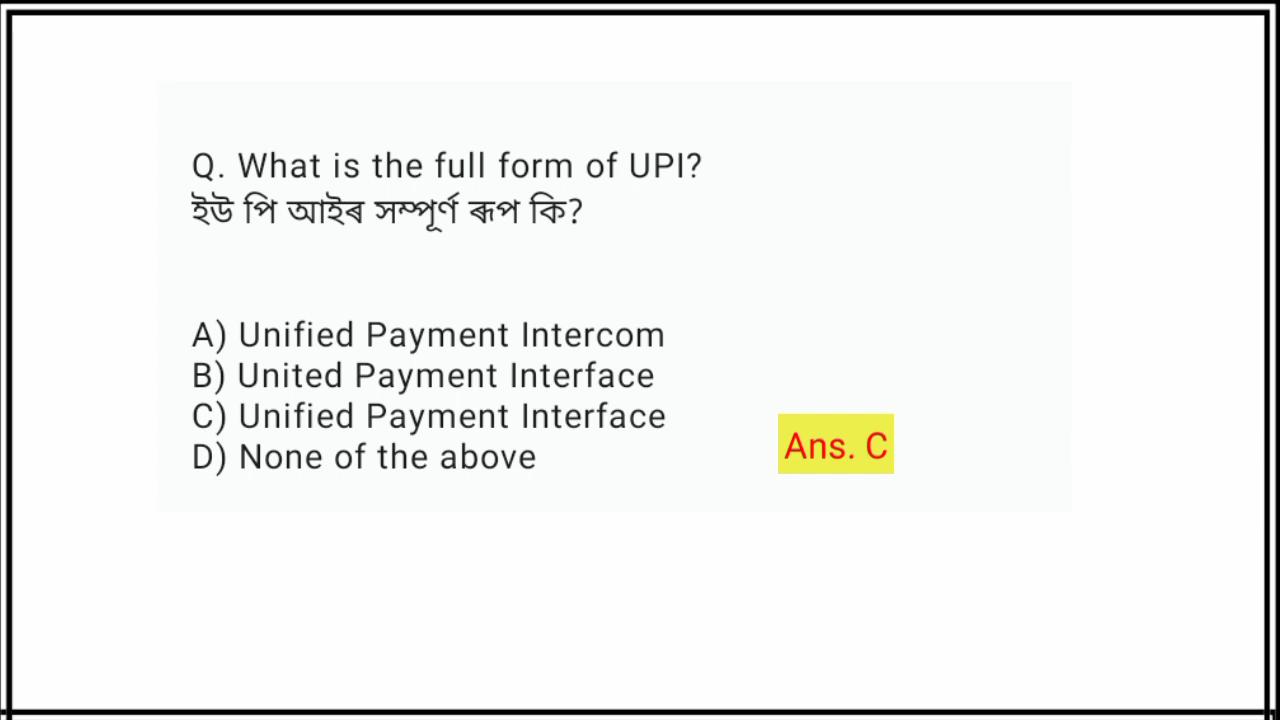 Q. What is the full form of UPI?
ইউ পি আইৰ সম্পূৰ্ণ ৰূপ কি?
A) Unified Payment Intercom
B) United Payment Interface
C) Unified Payment Interface
D) None of the above
Ans. C